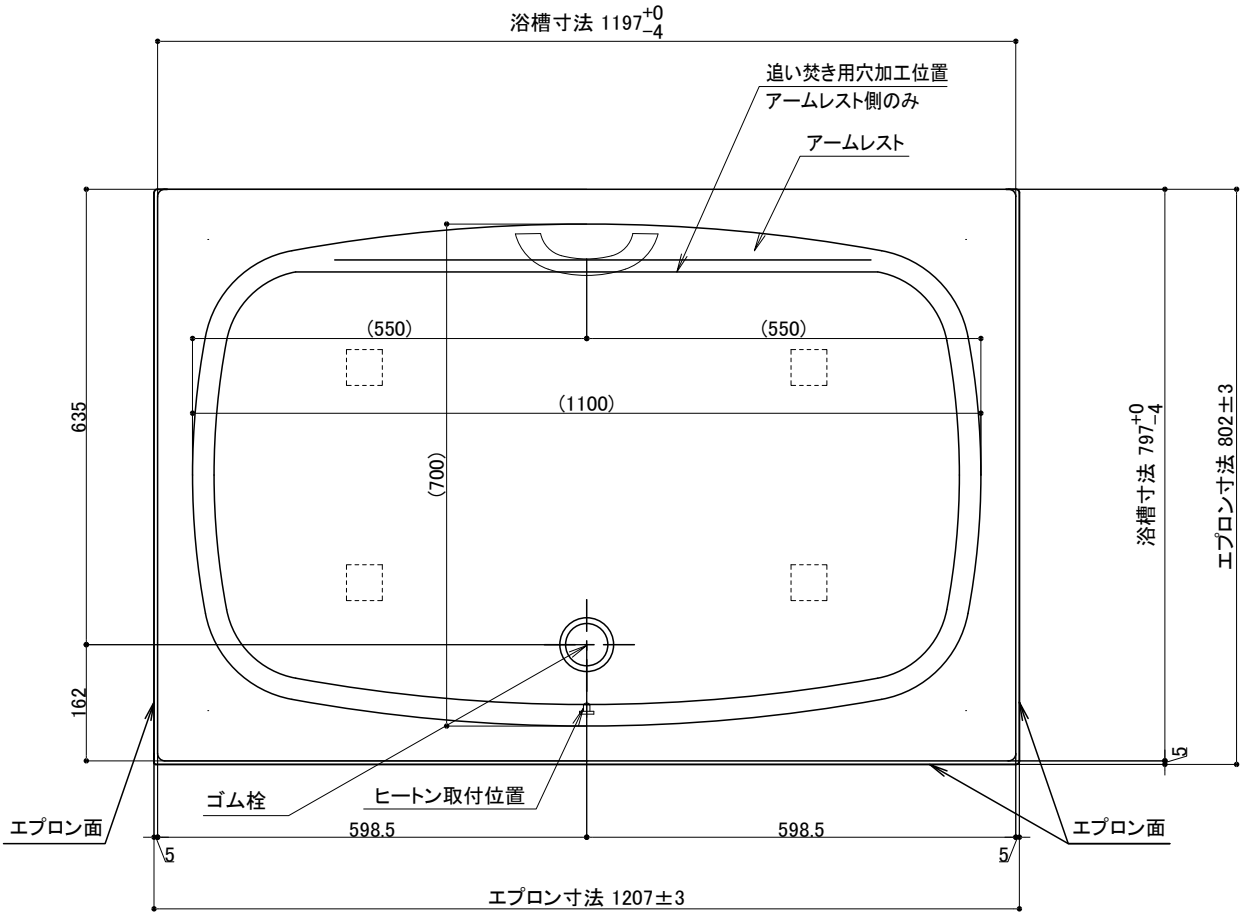 浴槽寸法 1197+0 -4
追い焚き用穴加工位置
アームレスト側のみ
アームレスト
(550)
(550)
(1100)
635
(700)
浴槽寸法 797+0 -4
エプロン寸法 802±3
162
5
ゴム栓
ヒートン取付位置
エプロン面
598.5
598.5
エプロン面
5
5
エプロン寸法 1207±3